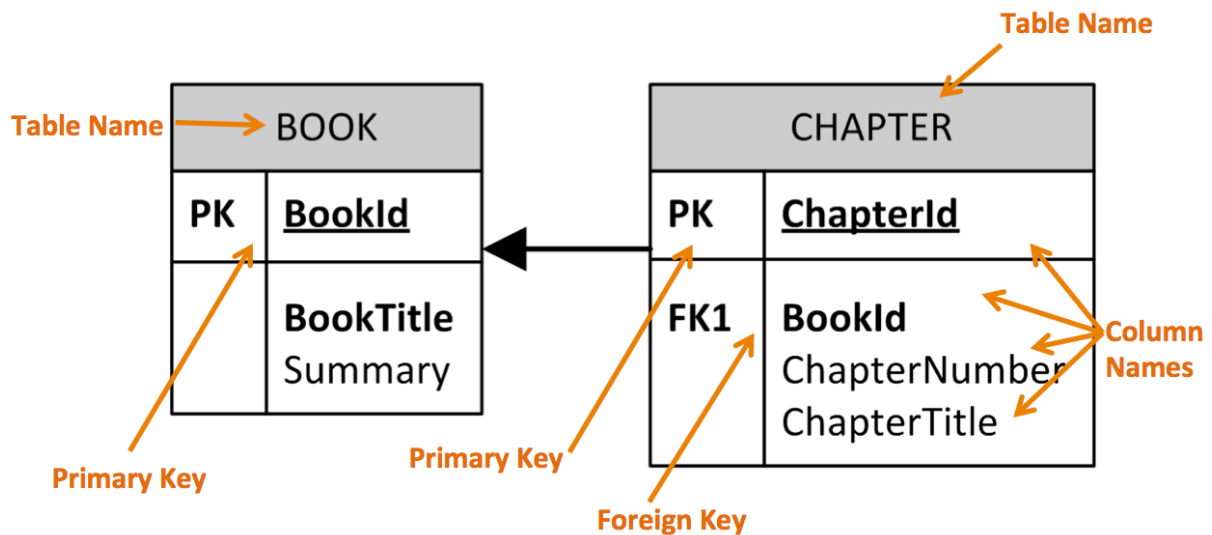 Table Name
Table Name
BOOK
PK BookId
BookTitle
Summary
CHAPTER
PK ChapterId
FK1 BookId
ChapterNumber
ChapterTitle
Column
Names
Primary Key
Primary Key
Foreign Key